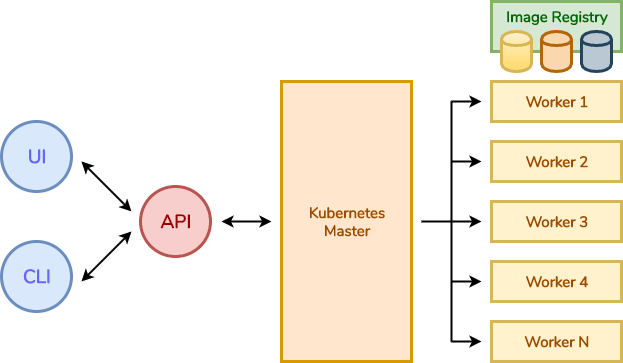 Image Registry
UI
CLI
API
Kubernetes
Master
Worker 1
Worker 2
Worker 3
Worker 4
Worker N